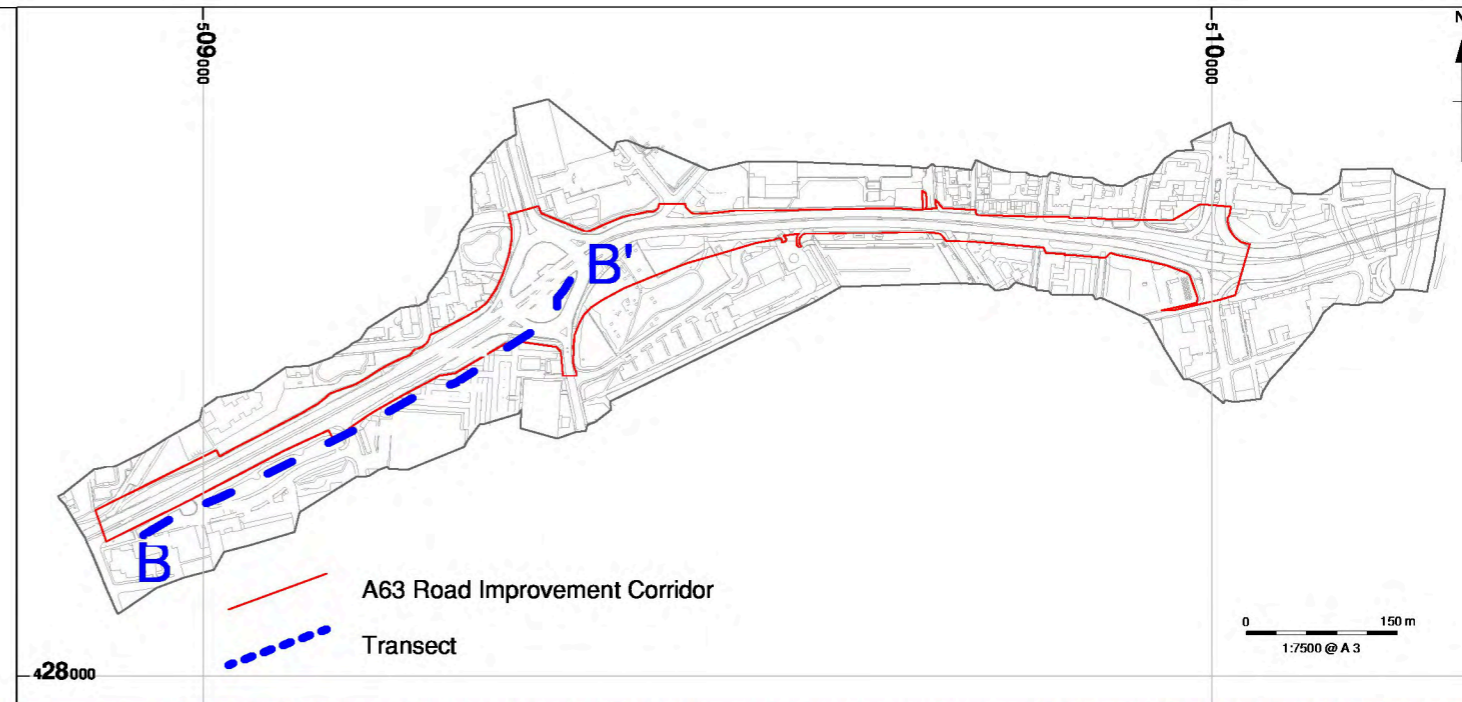 509000
510000
N
B'
B
A63 Road Improvement Corridor
Transect
0 150 m
1:7500 @ A 3
428000